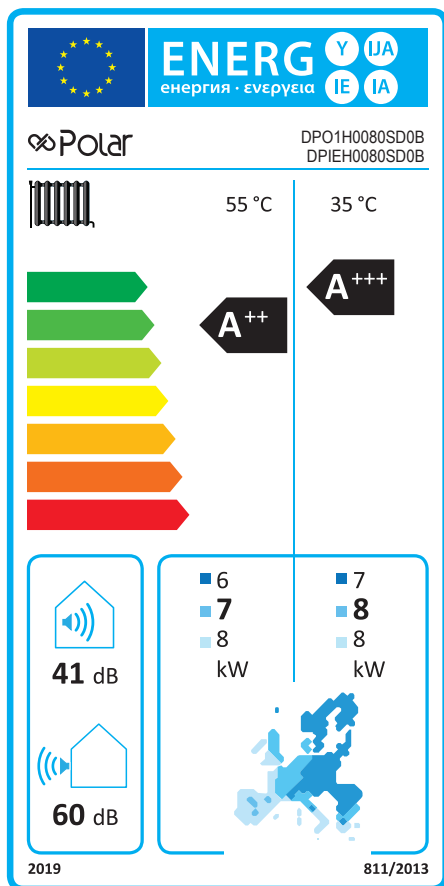 ENERG Y IJA
енергия · ενεργεια IE IA
Polar
DPO1H0080SD0B
DPIEH0080SD0B
55 °C 35 °C
A++ A+++
6 7
7 8
8 8
kW kW
41 dB
60 dB
2019 811/2013